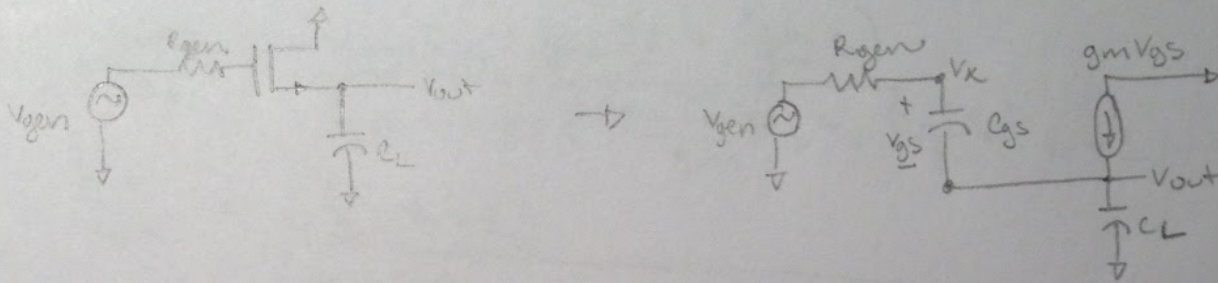 Rgen
Vgen
Vout
CL
Rgen
Vx
gmVgs
Vgen
+
Vgs
-
Cgs
Vout
CL